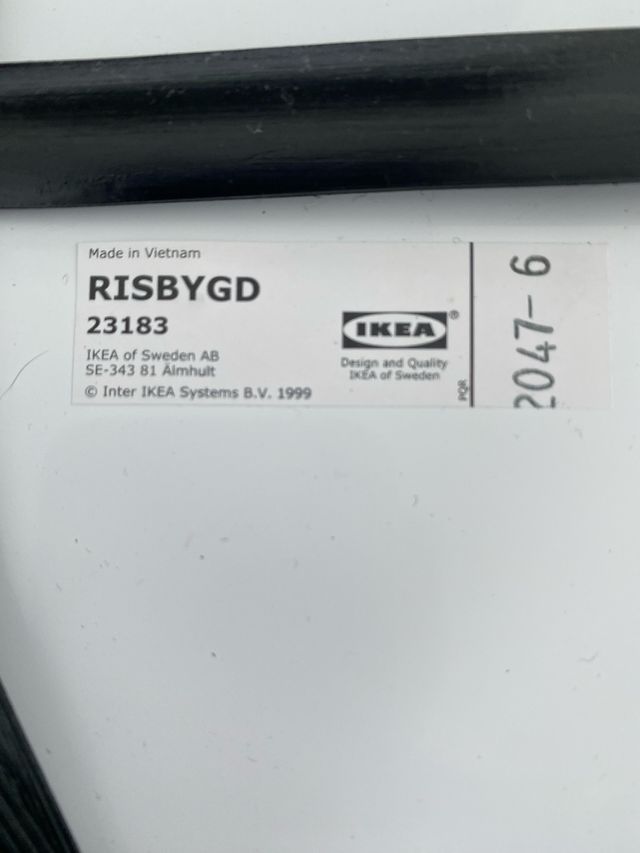 Made in Vietnam
RISBYGD
23183
IKEA of Sweden AB
SE-343 81 Älmhult
© Inter IKEA Systems B.V. 1999
IKEA®
Design and Quality
IKEA of Sweden
PQR
2047-6